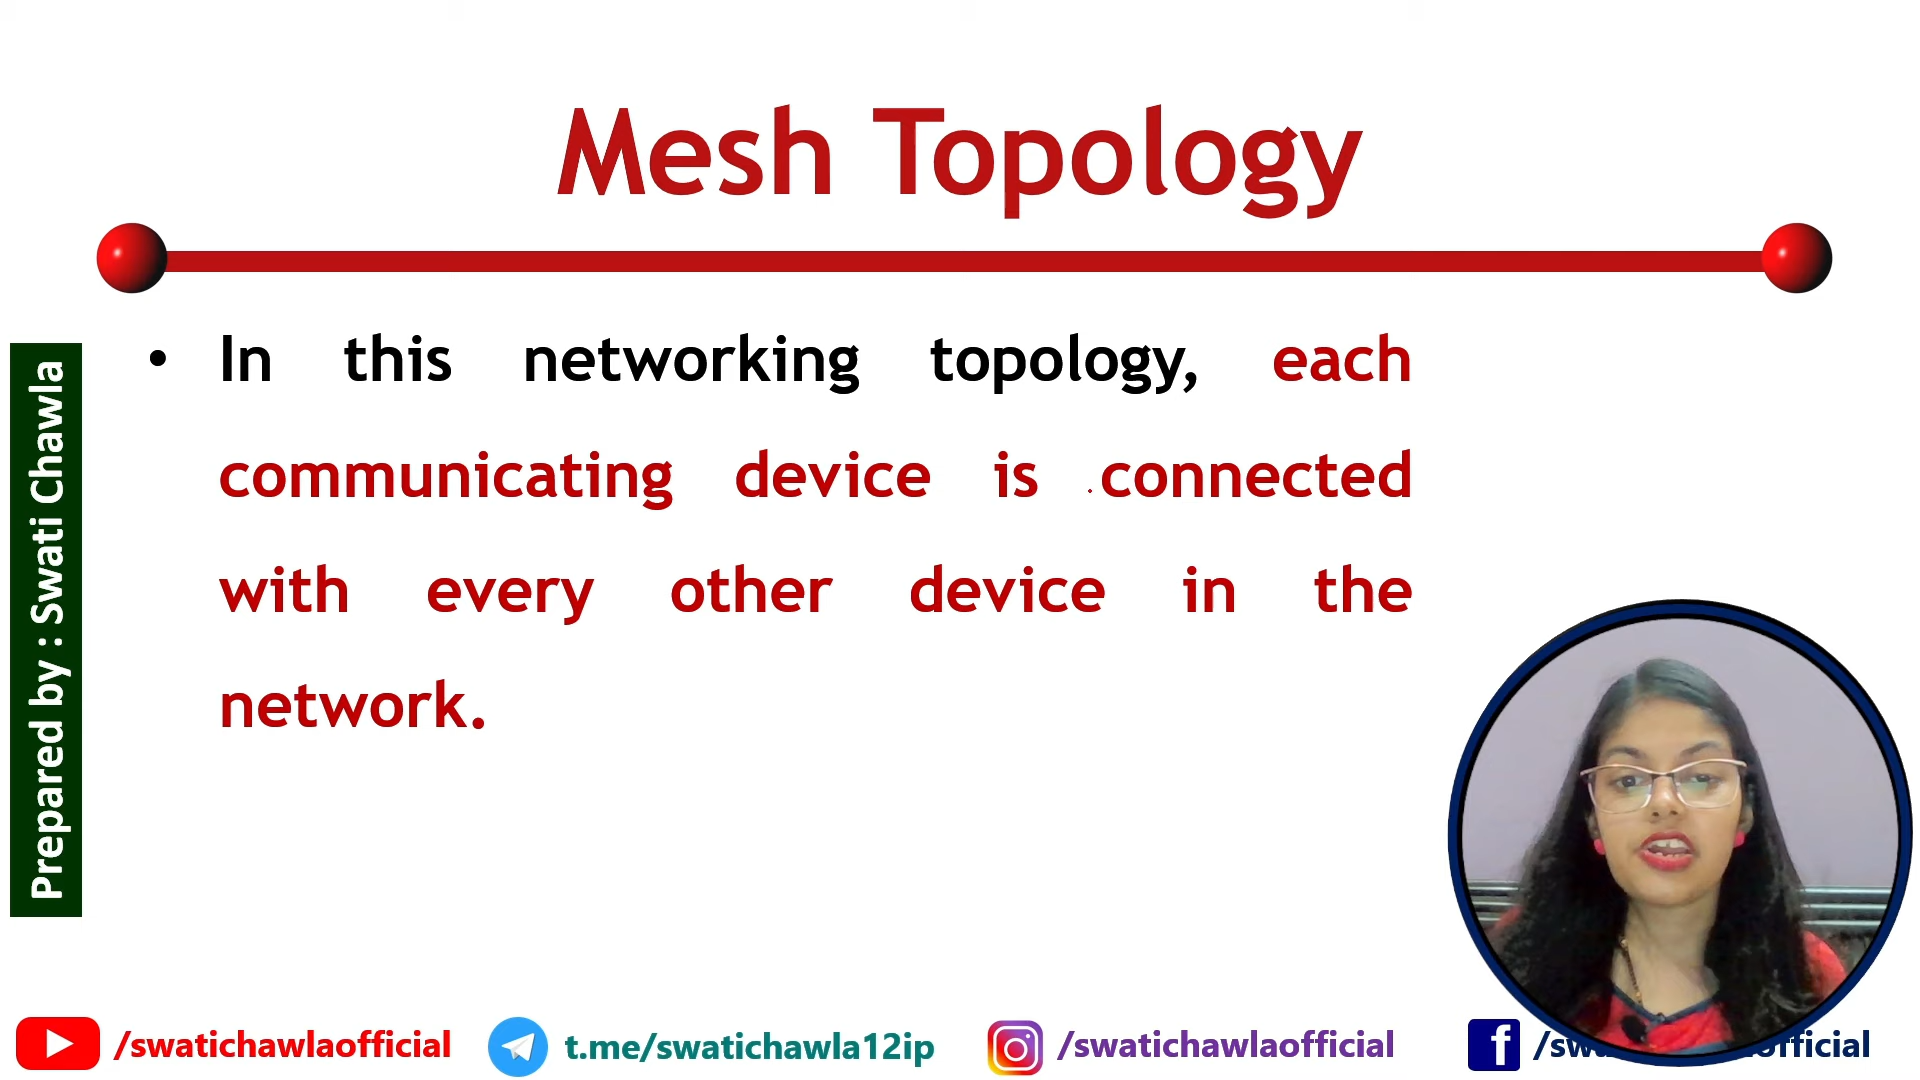 Mesh Topology
• In this networking topology, each
communicating device is connected
with every other device in the
network.
Prepared by : Swati Chawla
/swatichawlaofficial
t.me/swatichawla12ip
/swatichawlaofficial